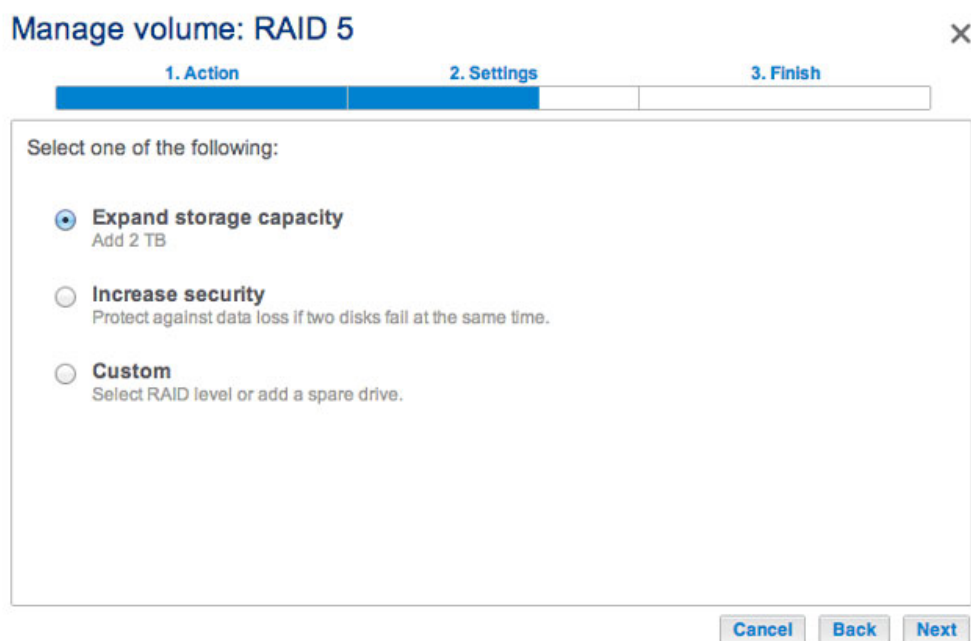 Manage volume: RAID 5
1. Action 2. Settings 3. Finish
Select one of the following:
Expand storage capacity
Add 2 TB
Increase security
Protect against data loss if two disks fail at the same time.
Custom
Select RAID level or add a spare drive.
Cancel Back Next